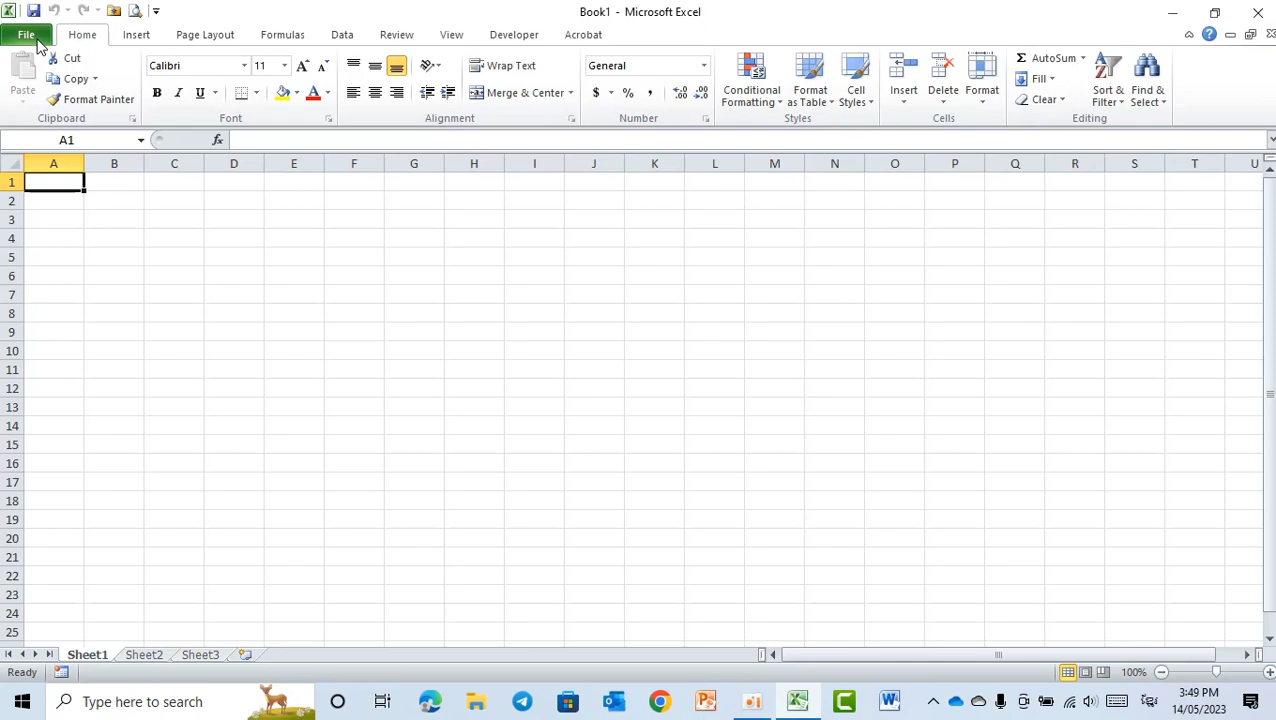 Book1 - Microsoft Excel
File Home Insert Page Layout Formulas Data Review View Developer Acrobat
Paste
Cut
Copy
Format Painter
Clipboard
Calibri 11
B I U A
Font
Wrap Text
Merge & Center
Alignment
General
$ % ,
Number
Conditional Formatting
Format as Table
Cell Styles
Styles
Insert Delete Format
Cells
Σ AutoSum
Fill
Clear
Sort & Filter
Find & Select
Editing
A1 fx
A B C D E F G H I J K L M N O P Q R S T U
1
2
3
4
5
6
7
8
9
10
11
12
13
14
15
16
17
18
19
20
21
22
23
24
25
Sheet1 Sheet2 Sheet3
Ready 100%
Type here to search
3:49 PM
14/05/2023